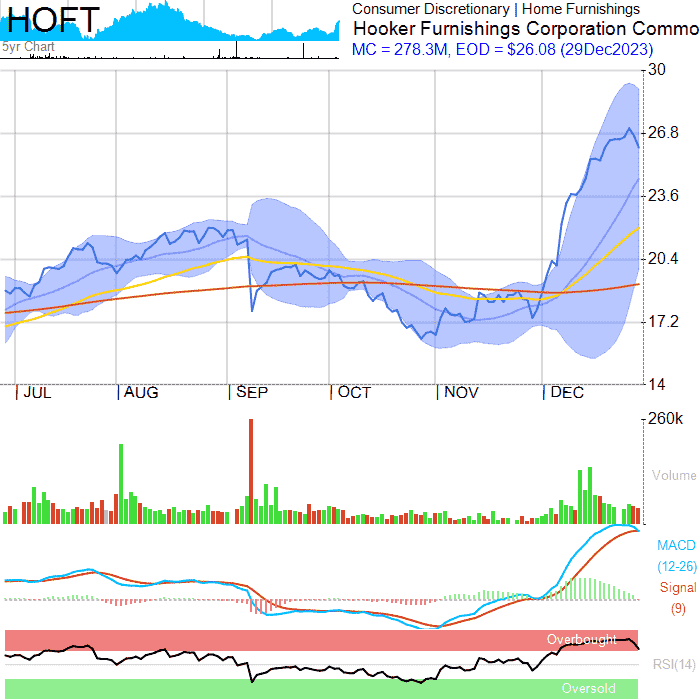 HOFT
5yr Chart
Consumer Discretionary | Home Furnishings
Hooker Furnishings Corporation Commo
MC = 278.3M, EOD = $26.08 (29Dec2023)
30
26.8
23.6
20.4
17.2
14
JUL AUG SEP OCT NOV DEC
260k
Volume
MACD
(12-26)
Signal
(9)
Overbought
RSI(14)
Oversold